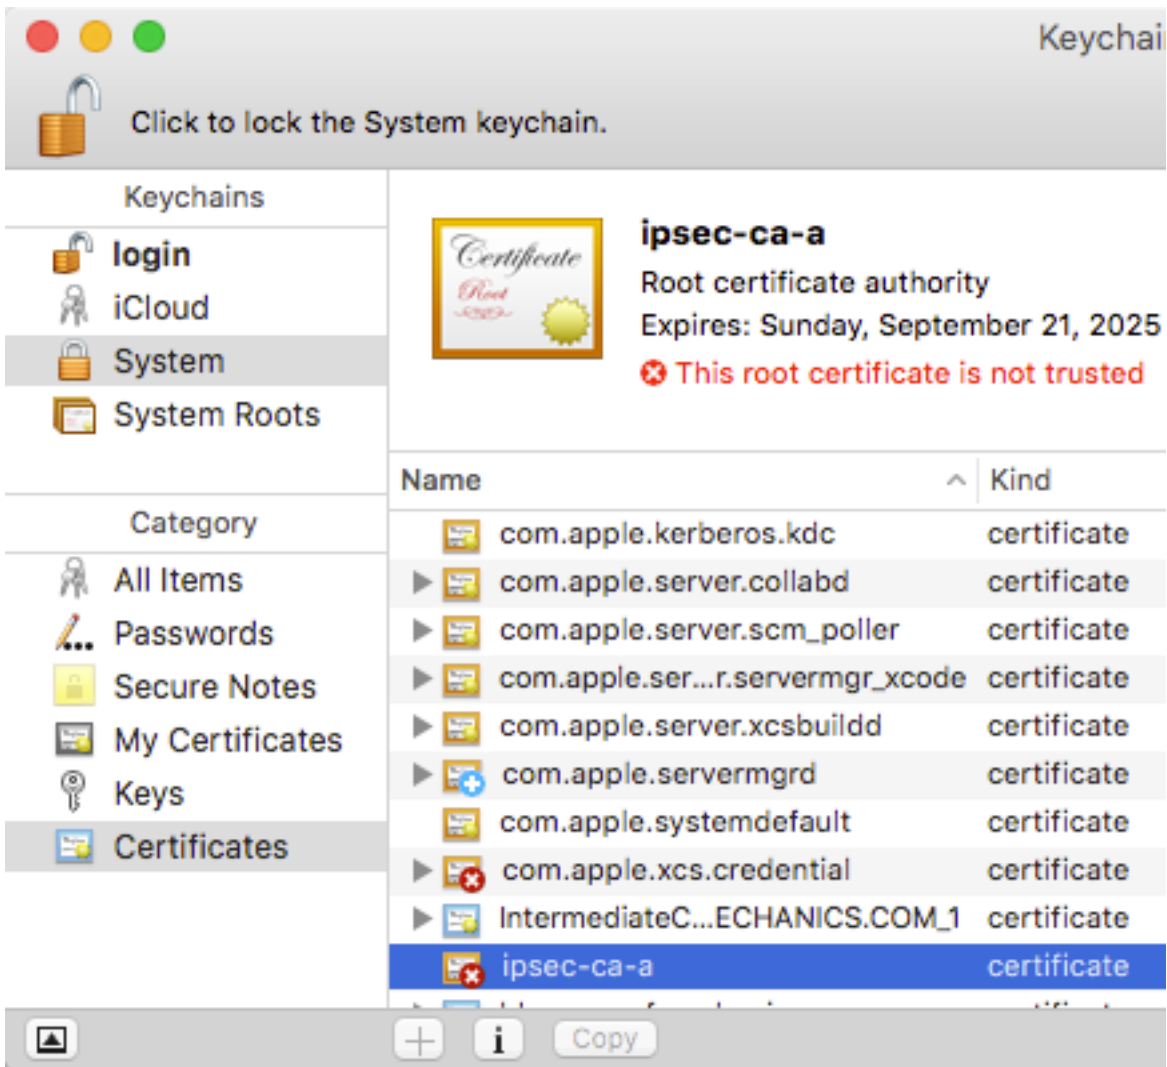 Keychai
Click to lock the System keychain.
Keychains
login
iCloud
System
System Roots
Category
All Items
Passwords
Secure Notes
My Certificates
Keys
Certificates
Certificate
Root
ipsec-ca-a
Root certificate authority
Expires: Sunday, September 21, 2025
This root certificate is not trusted
Name Kind
com.apple.kerberos.kdc certificate
com.apple.server.collabd certificate
com.apple.server.scm_poller certificate
com.apple.ser...r.servermgr_xcode certificate
com.apple.server.xcsbuildd certificate
com.apple.servermgrd certificate
com.apple.systemdefault certificate
com.apple.xcs.credential certificate
IntermediateC...ECHANICS.COM_1 certificate
ipsec-ca-a certificate
Copy